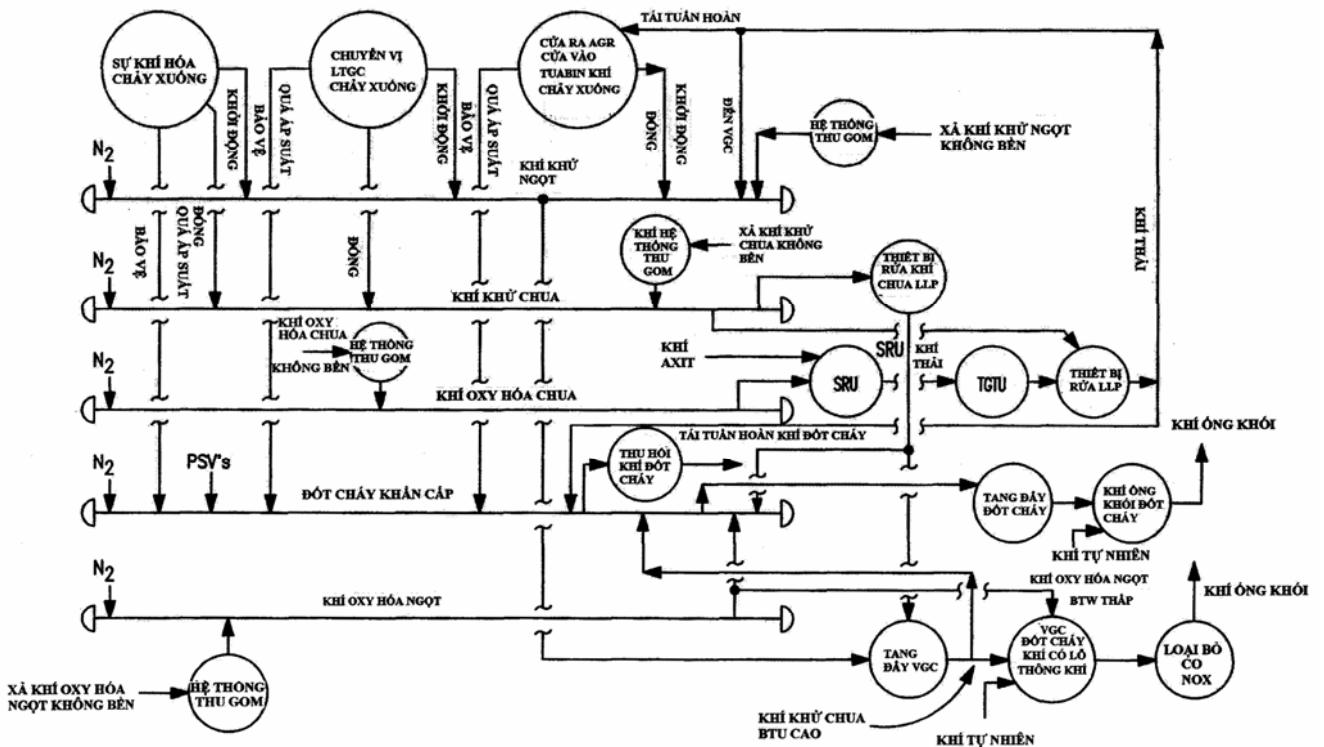 TÁI TUẦN HOÀN
SỰ KHÍ HÓA
CHẢY XUỐNG
CHUYỂN VỊ
LTGC
CHẢY XUỐNG
CỬA RA AGR
CỬA VÀO
TUABIN KHÍ
CHẢY XUỐNG
KHỞI ĐỘNG
BẢO VỆ
QUÁ ÁP SUẤT
KHỞI ĐỘNG
BẢO VỆ
QUÁ ÁP SUẤT
ĐÓNG
KHỞI ĐỘNG
ĐẾN VGC
HỆ THỐNG
THU GOM
XẢ KHÍ KHỬ NGỌT
KHÔNG BỀN
N2
KHÍ KHỬ
NGỌT
BẢO VỆ
QUÁ ÁP SUẤT
ĐÓNG
ĐÓNG
KHÍ HỆ
THỐNG
THU
GOM
XẢ KHÍ KHỬ
CHUA KHÔNG
BỀN
THIẾT BỊ
RỬA KHÍ
CHUA LLP
KHÍ THẢI
N2
KHÍ KHỬ CHUA
KHÍ OXY
HÓA CHUA
KHÔNG BỀN
HỆ THỐNG
THU GOM
KHÍ
AXIT
SRU
SRU
KHÍ
THẢI
TGTU
THIẾT BỊ
RỬA LLP
N2
KHÍ OXY HÓA CHUA
TÁI TUẦN HOÀN KHÍ ĐỐT CHÁY
KHÍ ỐNG KHÓI
THU HỒI
KHÍ ĐỐT
CHÁY
N2
PSV's
ĐỐT CHÁY KHẨN CẤP
TANG ĐẨY
ĐỐT CHÁY
KHÍ ỐNG
KHÓI ĐỐT
CHÁY
KHÍ TỰ NHIÊN
N2
KHÍ OXY HÓA NGỌT
KHÍ OXY HÓA NGỌT
BTW THẤP
KHÍ ỐNG KHÓI
TANG
ĐẨY VGC
VGC
ĐỐT CHÁY
KHÍ CÓ LỖ
THÔNG KHÍ
LOẠI BỎ
CO
NOX
XẢ KHÍ OXY HÓA
NGỌT KHÔNG BỀN
HỆ THỐNG
THU GOM
KHÍ KHỬ CHUA
BTU CAO
KHÍ TỰ NHIÊN